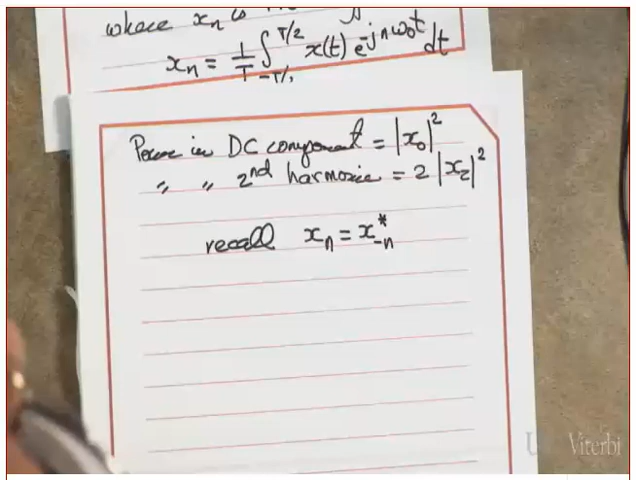 where xₙ is
xₙ = 1/T ∫_{-T/2}^{T/2} x(t) e^{-jnω₀t} dt
Power in DC component = |x₀|²
" " 2nd harmonic = 2 |x₂|²
recall xₙ = x*₋ₙ
Viterbi